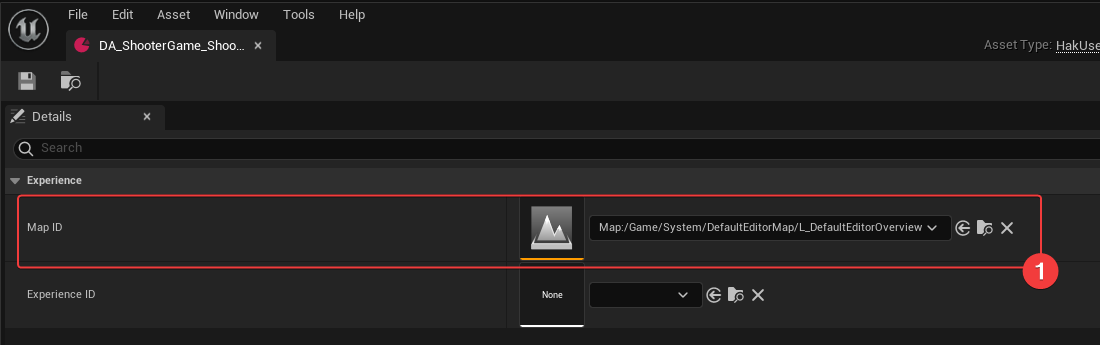 File Edit Asset Window Tools Help
DA_ShooterGame_Shoo...
Asset Type: HakUse
Details
Search
Experience
Map ID
Map:/Game/System/DefaultEditorMap/L_DefaultEditorOverview
1
Experience ID
None